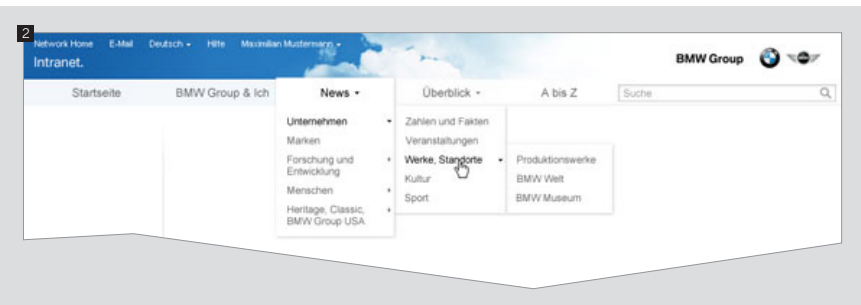 2
Network Home E-Mail Deutsch Hilfe Maximilian Mustermann
Intranet.
BMW Group
Startseite BMW Group & Ich News Überblick A bis Z Suche
Unternehmen
Marken
Forschung und
Entwicklung
Menschen
Heritage, Classic,
BMW Group USA
Zahlen und Fakten
Veranstaltungen
Werke, Standorte
Kultur
Sport
Produktionswerke
BMW Welt
BMW Museum